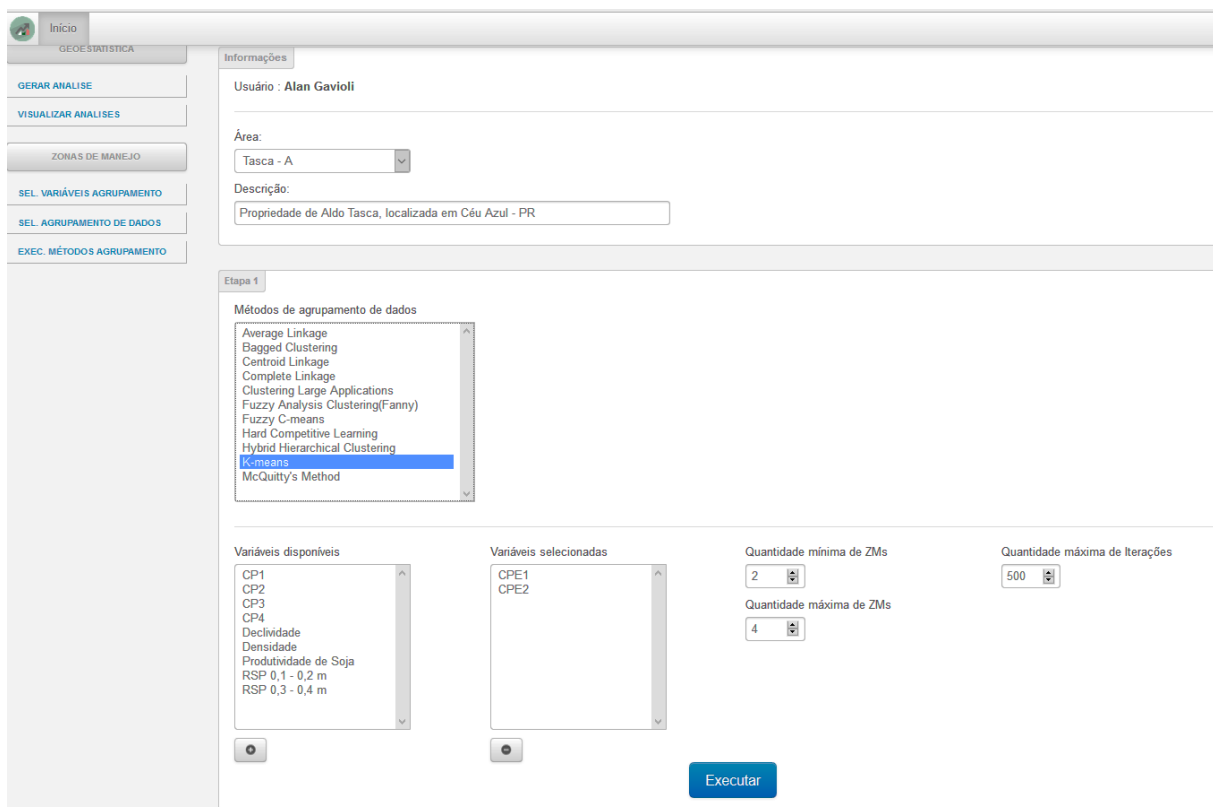 Início
GEOESTATISTICA
GERAR ANALISE
VISUALIZAR ANALISES
ZONAS DE MANEJO
SEL. VARIÁVEIS AGRUPAMENTO
SEL. AGRUPAMENTO DE DADOS
EXEC. MÉTODOS AGRUPAMENTO
Informações
Usuário : Alan Gavioli
Área:
Tasca - A
Descrição:
Propriedade de Aldo Tasca, localizada em Céu Azul - PR
Etapa 1
Métodos de agrupamento de dados
Average Linkage
Bagged Clustering
Centroid Linkage
Complete Linkage
Clustering Large Applications
Fuzzy Analysis Clustering(Fanny)
Fuzzy C-means
Hard Competitive Learning
Hybrid Hierarchical Clustering
K-means
McQuitty's Method
Variáveis disponíveis
CP1
CP2
CP3
CP4
Declividade
Densidade
Produtividade de Soja
RSP 0,1 - 0,2 m
RSP 0,3 - 0,4 m
Variáveis selecionadas
CPE1
CPE2
Quantidade mínima de ZMs
2
Quantidade máxima de ZMs
4
Quantidade máxima de Iterações
500
Executar